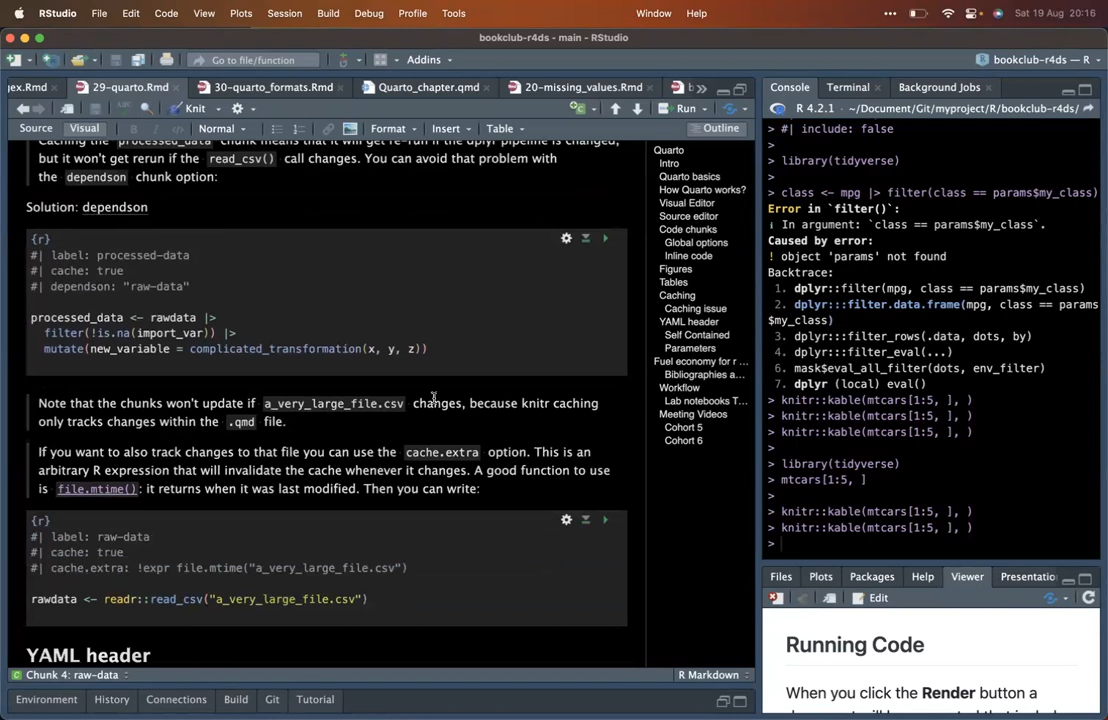 RStudio File Edit Code View Plots Session Build Debug Profile Tools Window Help Sat 19 Aug 20:16
bookclub-r4ds - main - RStudio
Go to file/function Addins bookclub-r4ds — R
gex.Rmd 29-quarto.Rmd 30-quarto_formats.Rmd Quarto_chapter.qmd 20-missing_values.Rmd b
Knit Run
Source Visual B I Normal Format Insert Table Outline
but it won't get rerun if the read_csv() call changes. You can avoid that problem with
the dependson chunk option:
Solution: dependson
{r}
#| label: processed-data
#| cache: true
#| dependson: "raw-data"
processed_data <- rawdata |>
filter(!is.na(import_var)) |>
mutate(new_variable = complicated_transformation(x, y, z))
Note that the chunks won't update if a_very_large_file.csv changes, because knitr caching
only tracks changes within the .qmd file.
If you want to also track changes to that file you can use the cache.extra option. This is an
arbitrary R expression that will invalidate the cache whenever it changes. A good function to use
is file.mtime(): it returns when it was last modified. Then you can write:
{r}
#| label: raw-data
#| cache: true
#| cache.extra: !expr file.mtime("a_very_large_file.csv")
rawdata <- readr::read_csv("a_very_large_file.csv")
YAML header
Chunk 4: raw-data R Markdown
Environment History Connections Build Git Tutorial
Quarto
Intro
Quarto basics
How Quarto works?
Visual Editor
Source editor
Code chunks
Global options
Inline code
Figures
Tables
Caching
Caching issue
YAML header
Self Contained
Parameters
Fuel economy for r ...
Bibliographies a...
Workflow
Lab notebooks T...
Meeting Videos
Cohort 5
Cohort 6
Console Terminal Background Jobs
R 4.2.1 · ~/Document/Git/myproject/R/bookclub-r4ds/
> #| include: false
>
> library(tidyverse)
>
> class <- mpg |> filter(class == params$my_class)
Error in `filter()`:
ℹ In argument: `class == params$my_class`.
Caused by error:
! object 'params' not found
Backtrace:
1. dplyr::filter(mpg, class == params$my_class)
2. dplyr:::filter.data.frame(mpg, class == params
$my_class)
3. dplyr:::filter_rows(.data, dots, by)
4. dplyr:::filter_eval(...)
6. mask$eval_all_filter(dots, env_filter)
7. dplyr (local) eval()
> knitr::kable(mtcars[1:5, ], )
> knitr::kable(mtcars[1:5, ], )
> knitr::kable(mtcars[1:5, ], )
>
> library(tidyverse)
> mtcars[1:5, ]
>
> knitr::kable(mtcars[1:5, ], )
> knitr::kable(mtcars[1:5, ], )
>
Files Plots Packages Help Viewer Presentatio
Edit
Running Code
When you click the Render button a